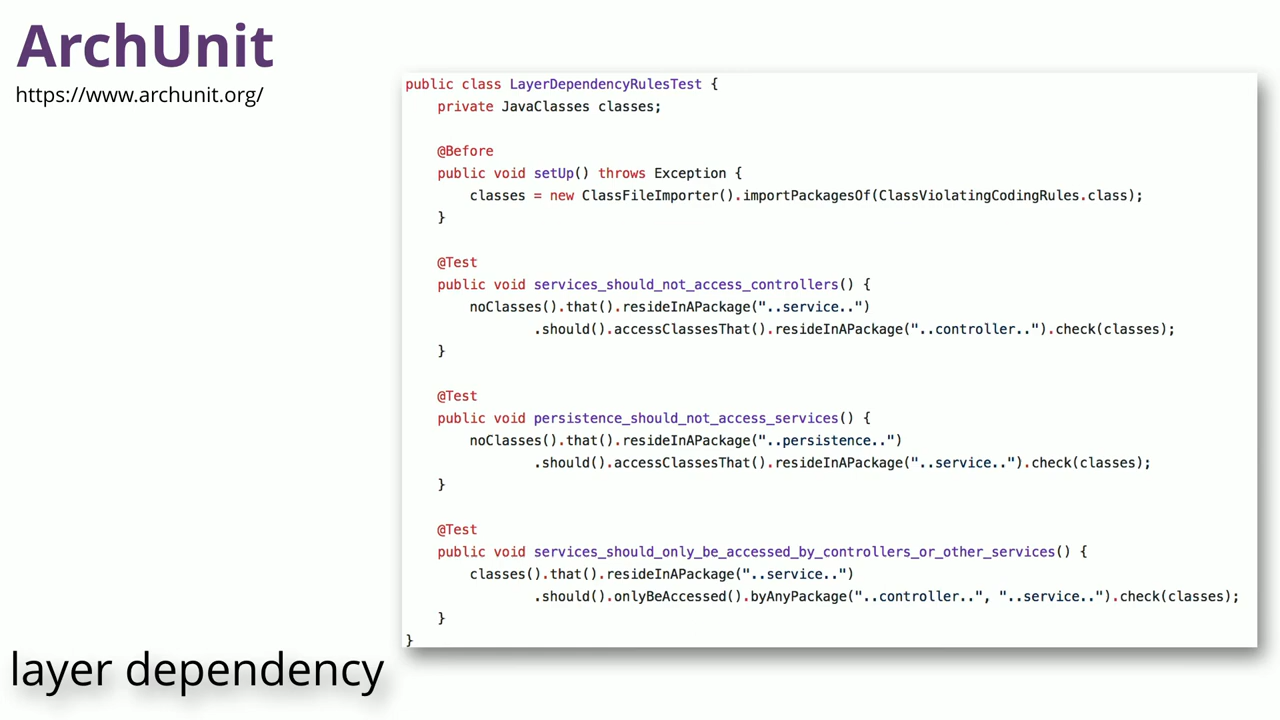 ArchUnit
https://www.archunit.org/
public class LayerDependencyRulesTest {
    private JavaClasses classes;

    @Before
    public void setUp() throws Exception {
        classes = new ClassFileImporter().importPackagesOf(ClassViolatingCodingRules.class);
    }

    @Test
    public void services_should_not_access_controllers() {
        noClasses().that().resideInAPackage("..service..")
                .should().accessClassesThat().resideInAPackage("..controller..").check(classes);
    }

    @Test
    public void persistence_should_not_access_services() {
        noClasses().that().resideInAPackage("..persistence..")
                .should().accessClassesThat().resideInAPackage("..service..").check(classes);
    }

    @Test
    public void services_should_only_be_accessed_by_controllers_or_other_services() {
        classes().that().resideInAPackage("..service..")
                .should().onlyBeAccessed().byAnyPackage("..controller..", "..service..").check(classes);
    }
}
layer dependency